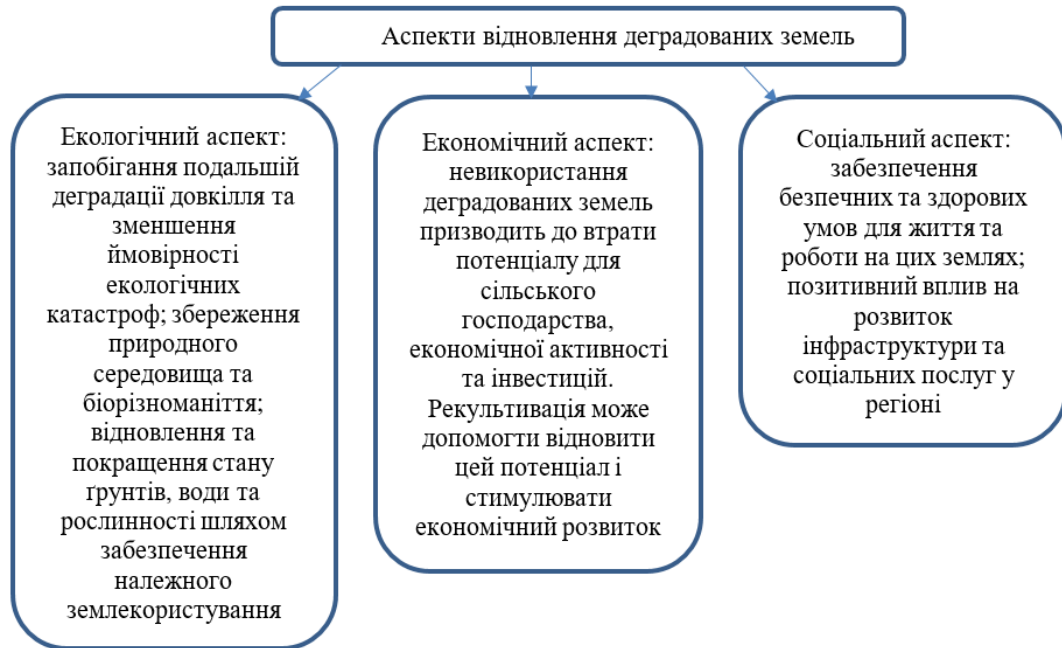 Аспекти відновлення деградованих земель
Екологічний аспект:
запобігання подальшій
деградації довкілля та
зменшення
ймовірності
екологічних
катастроф; збереження
природного
середовища та
біорізноманіття;
відновлення та
покращення стану
ґрунтів, води та
рослинності шляхом
забезпечення
належного
землекористування
Економічний аспект:
невикористання
деградованих земель
призводить до втрати
потенціалу для
сільського
господарства,
економічної активності
та інвестицій.
Рекультивація може
допомогти відновити
цей потенціал і
стимулювати
економічний розвиток
Соціальний аспект:
забезпечення
безпечних та здорових
умов для життя та
роботи на цих землях;
позитивний вплив на
розвиток
інфраструктури та
соціальних послуг у
регіоні